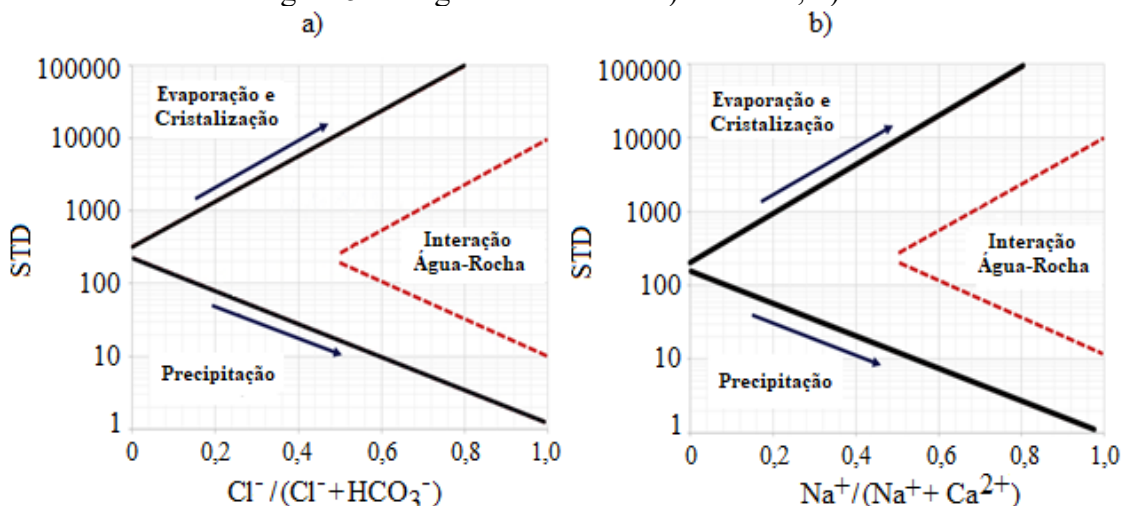 a)
b)
100000
10000
1000
100
10
1
STD
Evaporação e
Cristalização
Interação
Água-Rocha
Precipitação
0 0,2 0,4 0,6 0,8 1,0
Cl⁻/(Cl⁻+HCO₃⁻)
100000
10000
1000
100
10
1
STD
Evaporação e
Cristalização
Interação
Água-Rocha
Precipitação
0 0,2 0,4 0,6 0,8 1,0
Na⁺/(Na⁺+ Ca²⁺)